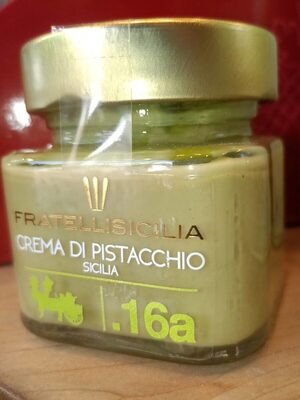 FRATELLISICILIA
CREMA DI PISTACCHIO
SICILIA
.16a